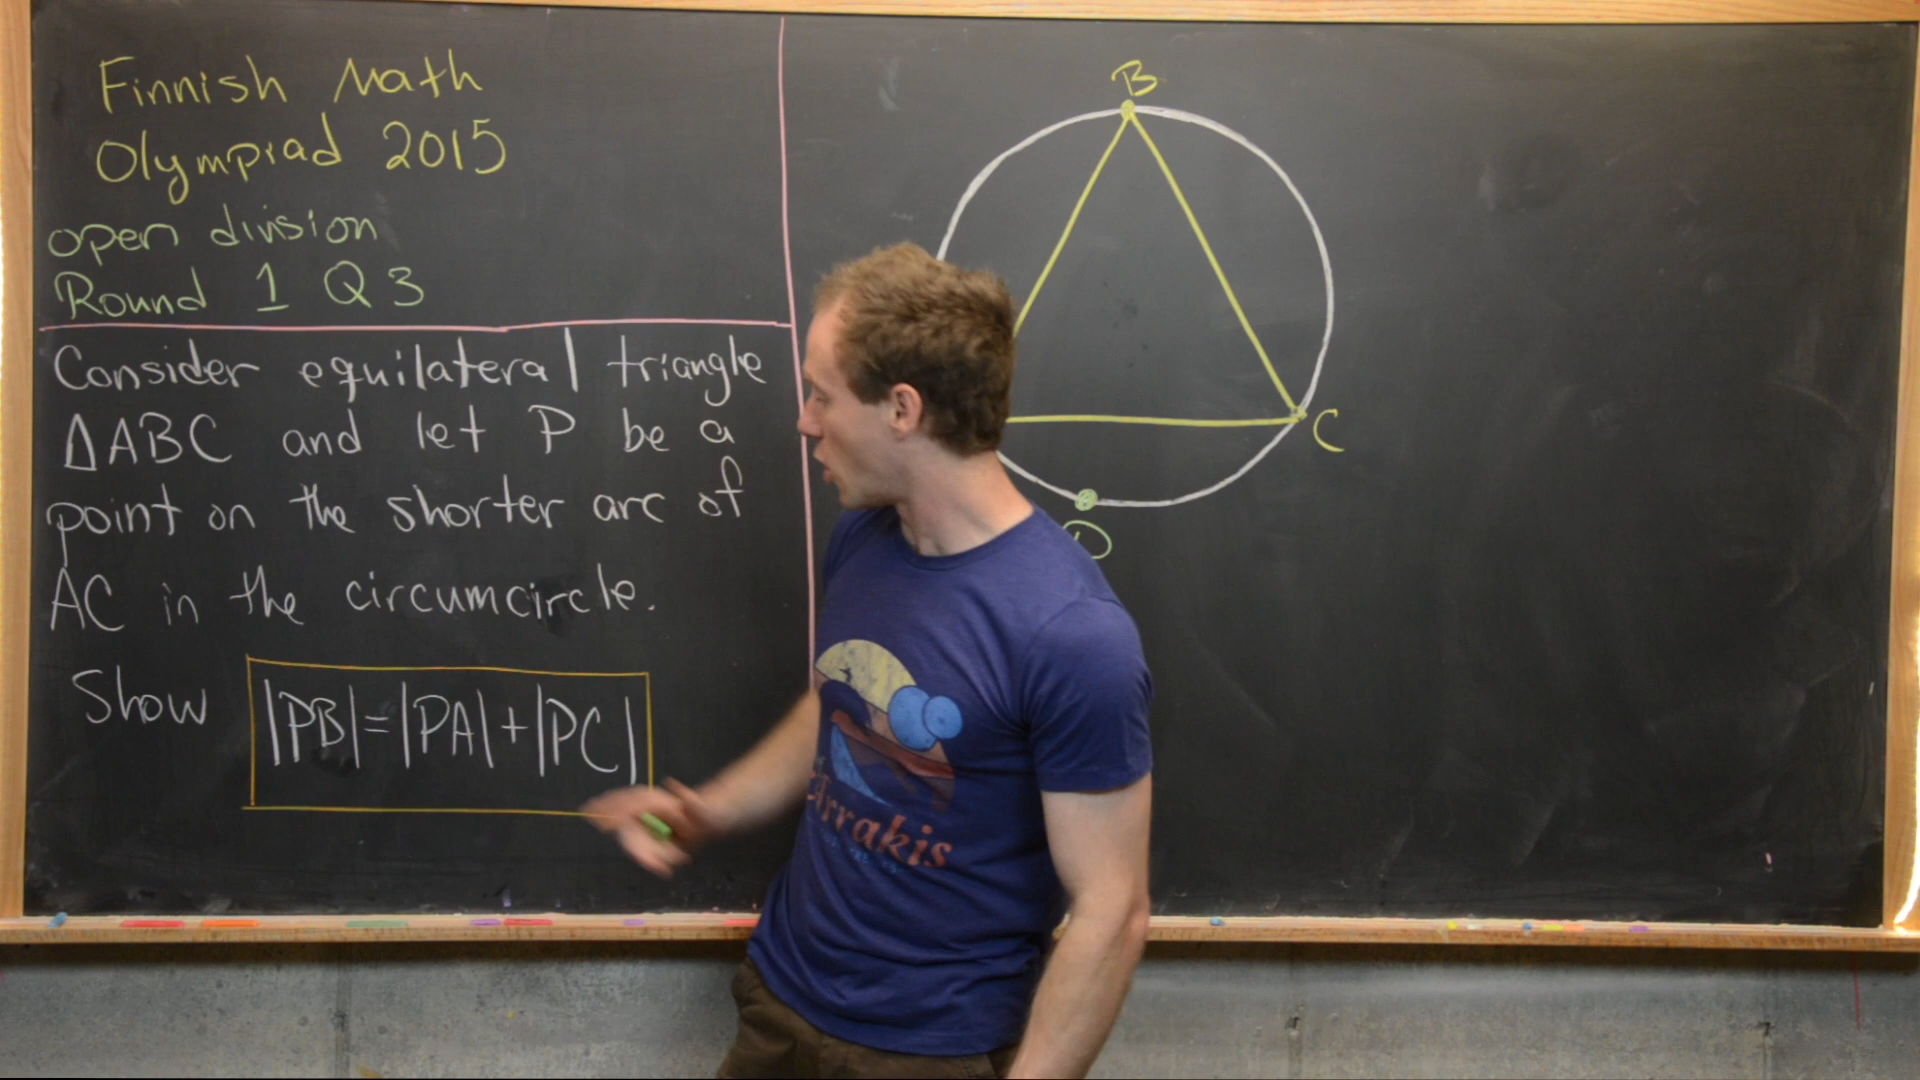 Finnish Math
Olympiad 2015
open division
Round 1 Q3
Consider equilateral triangle
ΔABC and let P be a
point on the shorter arc of
AC in the circumcircle.
Show |PB|=|PA|+|PC|
B
C
Arrakis